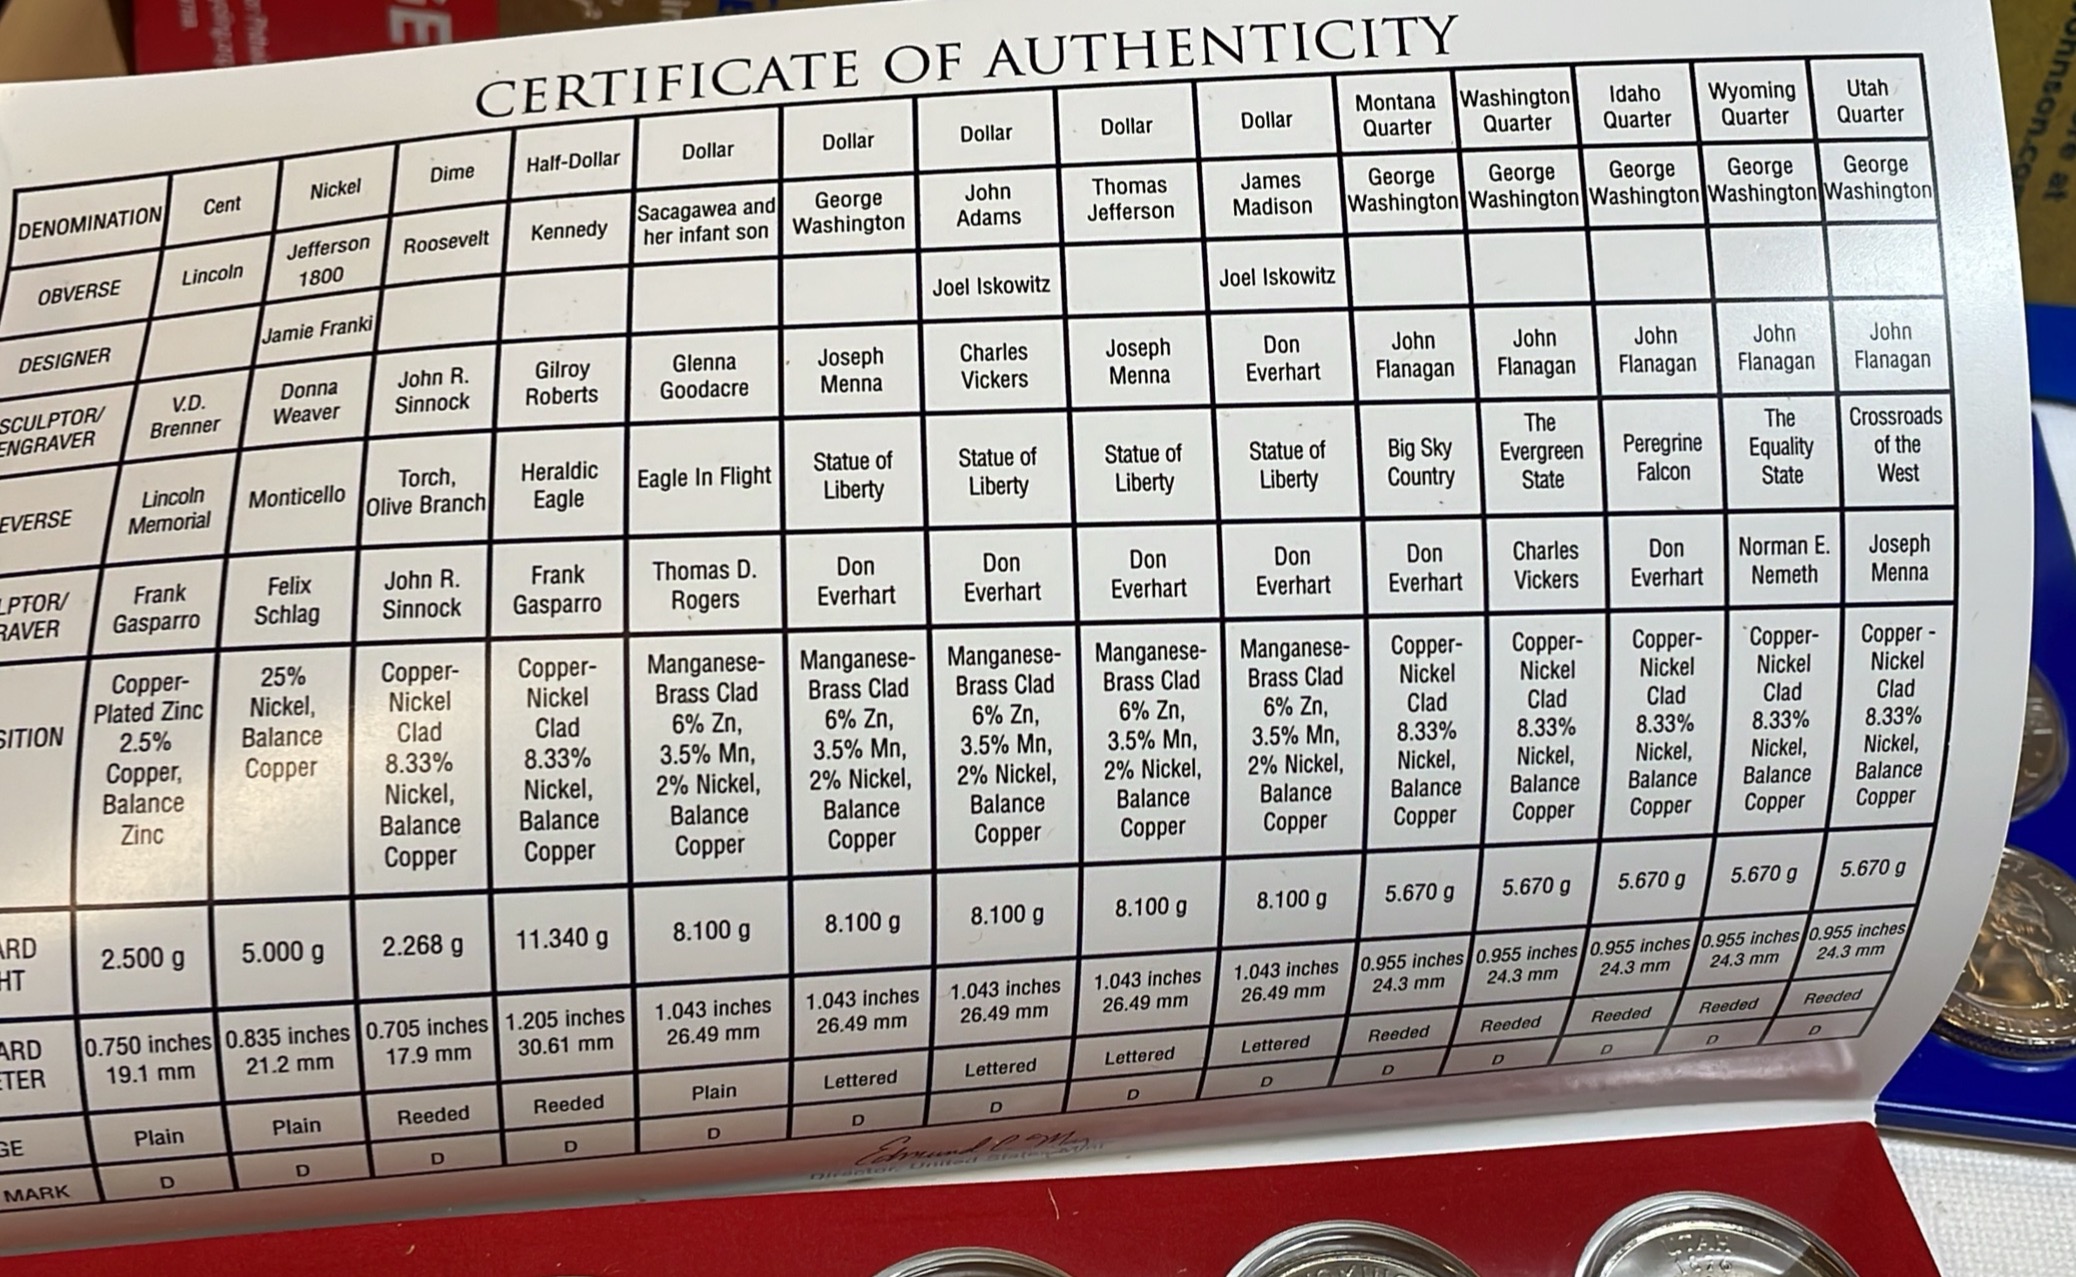 CERTIFICATE OF AUTHENTICITY
DENOMINATION Cent Nickel Dime Half-Dollar Dollar Dollar Dollar Dollar Dollar Montana Quarter Washington Quarter Idaho Quarter Wyoming Quarter Utah Quarter
OBVERSE Lincoln Jefferson 1800 Roosevelt Kennedy Sacagawea and her infant son George Washington John Adams Thomas Jefferson James Madison George Washington George Washington George Washington George Washington George Washington
DESIGNER Jamie Franki Joel Iskowitz Joel Iskowitz
SCULPTOR/ ENGRAVER V.D. Brenner Donna Weaver John R. Sinnock Gilroy Roberts Glenna Goodacre Joseph Menna Charles Vickers Joseph Menna Don Everhart John Flanagan John Flanagan John Flanagan John Flanagan John Flanagan
EVERSE Lincoln Memorial Monticello Torch, Olive Branch Heraldic Eagle Eagle In Flight Statue of Liberty Statue of Liberty Statue of Liberty Statue of Liberty Big Sky Country The Evergreen State Peregrine Falcon The Equality State Crossroads of the West
LPTOR/ RAVER Frank Gasparro Felix Schlag John R. Sinnock Frank Gasparro Thomas D. Rogers Don Everhart Don Everhart Don Everhart Don Everhart Don Everhart Charles Vickers Don Everhart Norman E. Nemeth Joseph Menna
SITION Copper-Plated Zinc 2.5% Copper, Balance Zinc 25% Nickel, Balance Copper Copper-Nickel Clad 8.33% Nickel, Balance Copper Copper-Nickel Clad 8.33% Nickel, Balance Copper Manganese-Brass Clad 6% Zn, 3.5% Mn, 2% Nickel, Balance Copper Manganese-Brass Clad 6% Zn, 3.5% Mn, 2% Nickel, Balance Copper Manganese-Brass Clad 6% Zn, 3.5% Mn, 2% Nickel, Balance Copper Manganese-Brass Clad 6% Zn, 3.5% Mn, 2% Nickel, Balance Copper Manganese-Brass Clad 6% Zn, 3.5% Mn, 2% Nickel, Balance Copper Copper-Nickel Clad 8.33% Nickel, Balance Copper Copper-Nickel Clad 8.33% Nickel, Balance Copper Copper-Nickel Clad 8.33% Nickel, Balance Copper Copper-Nickel Clad 8.33% Nickel, Balance Copper Copper - Nickel Clad 8.33% Nickel, Balance Copper
ARD HT 2.500 g 5.000 g 2.268 g 11.340 g 8.100 g 8.100 g 8.100 g 8.100 g 8.100 g 5.670 g 5.670 g 5.670 g 5.670 g 5.670 g
ARD ETER 0.750 inches 19.1 mm 0.835 inches 21.2 mm 0.705 inches 17.9 mm 1.205 inches 30.61 mm 1.043 inches 26.49 mm 1.043 inches 26.49 mm 1.043 inches 26.49 mm 1.043 inches 26.49 mm 1.043 inches 26.49 mm 0.955 inches 24.3 mm 0.955 inches 24.3 mm 0.955 inches 24.3 mm 0.955 inches 24.3 mm 0.955 inches 24.3 mm
GE Plain Plain Reeded Reeded Plain Lettered Lettered Lettered Lettered Reeded Reeded Reeded Reeded Reeded
MARK D D D D D D D D D D D D D D
Director, United States
UTAH
1896